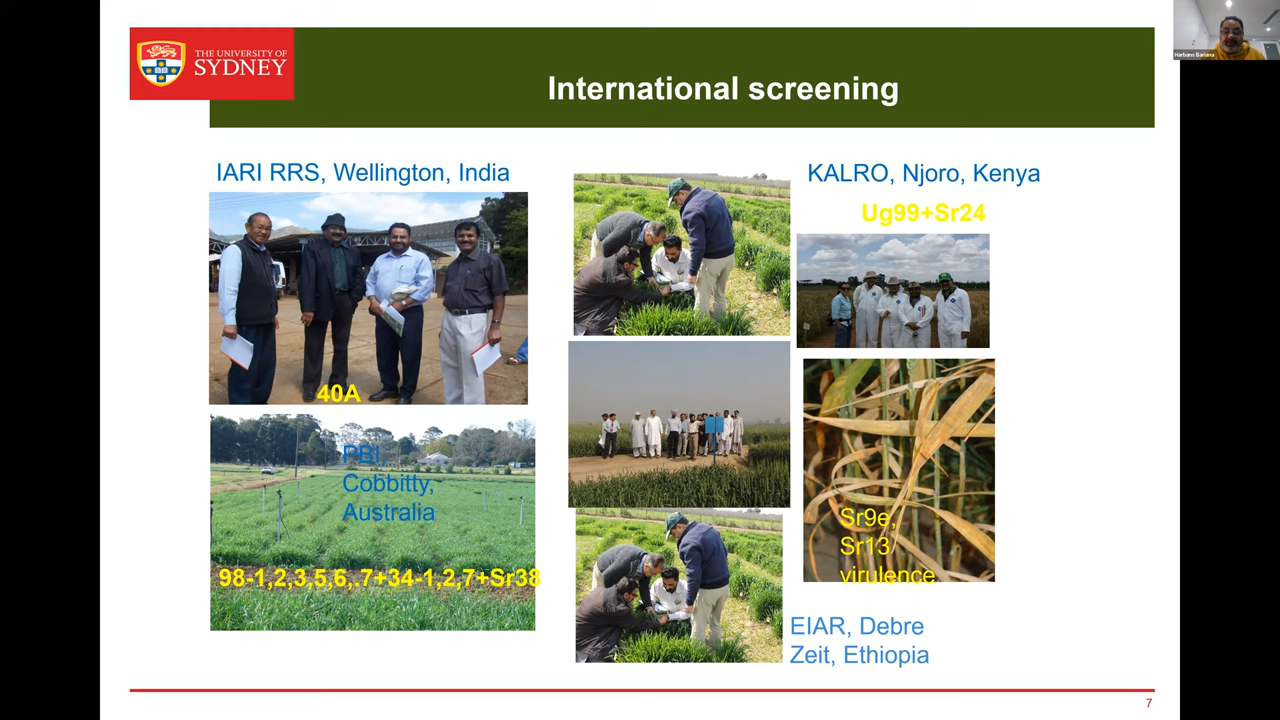 THE UNIVERSITY OF
SYDNEY
International screening
Harbans Bariana
IARI RRS, Wellington, India
40A
PBI,
Cobbitty,
Australia
98-1,2,3,5,6,.7+34-1,2,7+Sr38
KALRO, Njoro, Kenya
Ug99+Sr24
Sr9e,
Sr13
virulence
EIAR, Debre
Zeit, Ethiopia
7